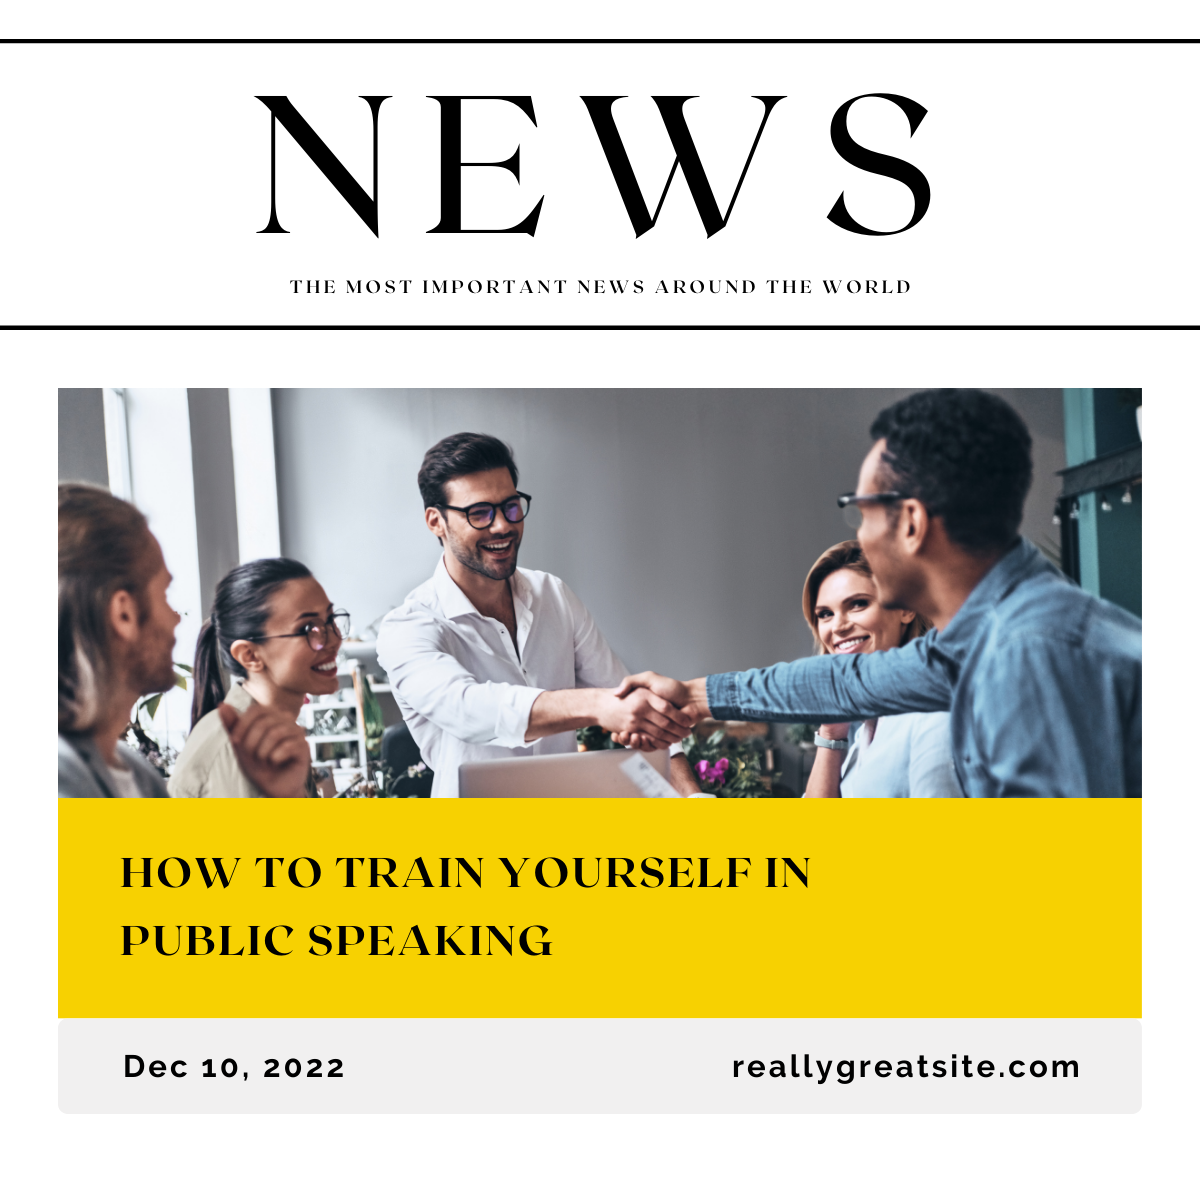 NEWS
THE MOST IMPORTANT NEWS AROUND THE WORLD
HOW TO TRAIN YOURSELF IN
PUBLIC SPEAKING
Dec 10, 2022
reallygreatsite.com